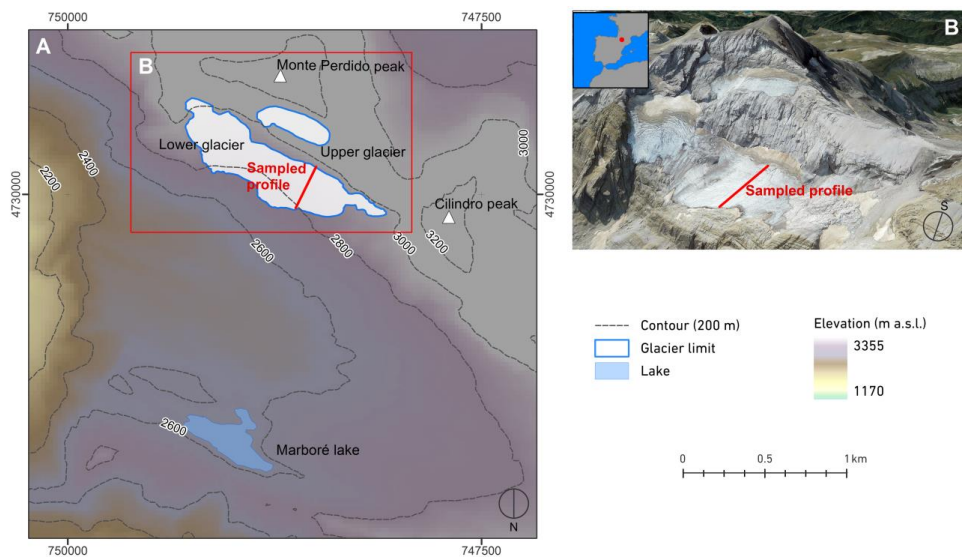 750000
747500
A
B
Monte Perdido peak
Lower glacier
Upper glacier
Sampled
profile
Cilindro peak
4730000
4730000
2200
2400
2600
2800
3000
3200
3000
2600
Marboré lake
N
750000
747500
B
Sampled profile
S
Contour (200 m)
Glacier limit
Lake
Elevation (m a.s.l.)
3355
1170
0 0.5 1 km